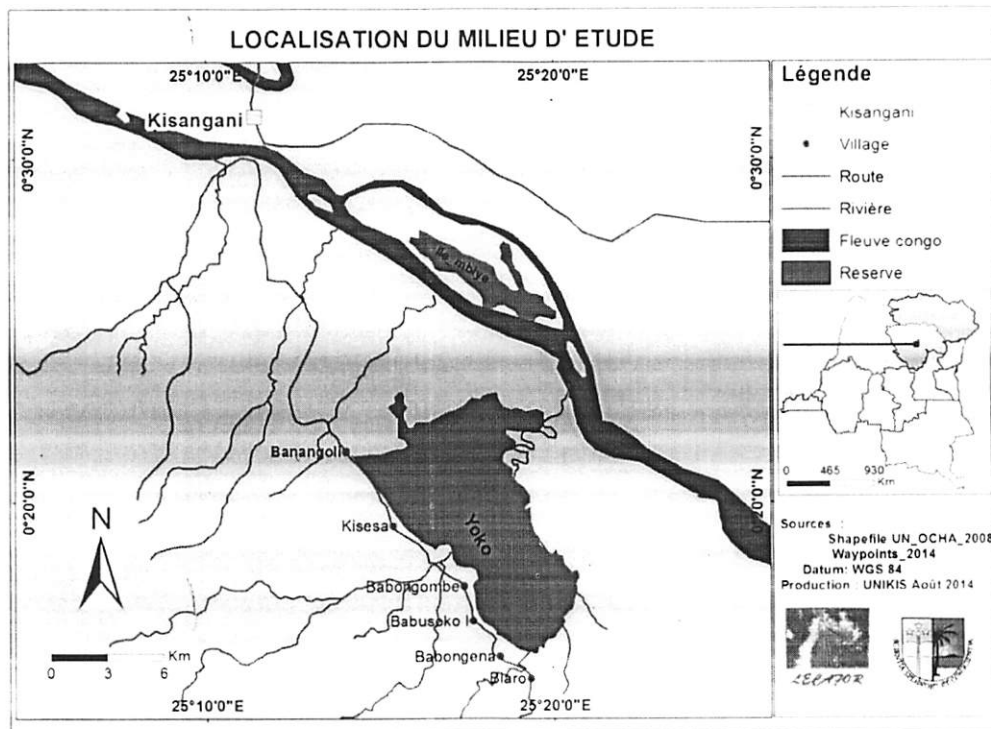 LOCALISATION DU MILIEU D' ETUDE
25°10'0"E
25°20'0"E
Kisangani
0°30'0"N
0°30'0"N
Ile_mbiye
Banangoli
0°20'0"N
0°20'0"N
Kisesa
Yoko
N
Babongombe
Babusoko I
Babongena
Biaro
Km
0 3 6
25°10'0"E
25°20'0"E
Légende
Kisangani
Village
Route
Rivière
Fleuve congo
Reserve
0 465 930
Km
Sources :
Shapefile UN_OCHA_2008
Waypoints_2014
Datum: WGS 84
Production : UNIKIS Août 2014
LECAFOR